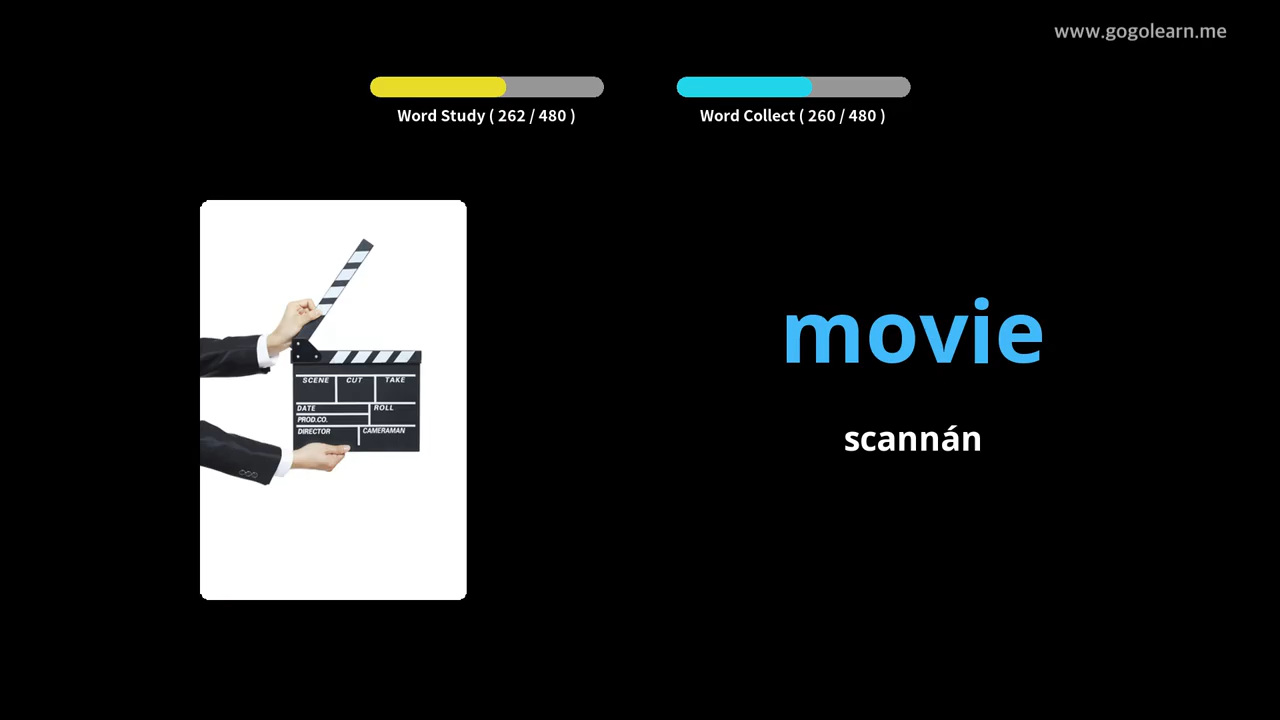 www.gogolearn.me
Word Study ( 262 / 480 )
Word Collect ( 260 / 480 )
SCENE CUT TAKE
DATE ROLL
PROD.CO.
DIRECTOR CAMERAMAN
movie
scannán